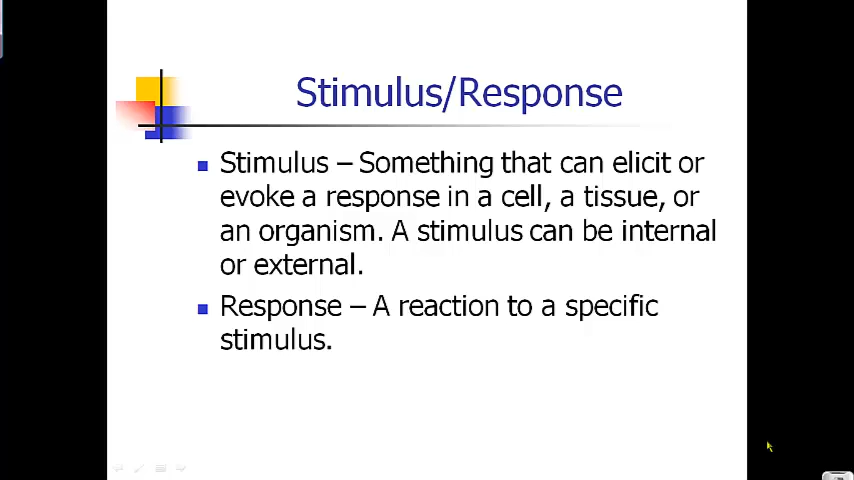 Stimulus/Response
Stimulus – Something that can elicit or
evoke a response in a cell, a tissue, or
an organism. A stimulus can be internal
or external.
Response – A reaction to a specific
stimulus.